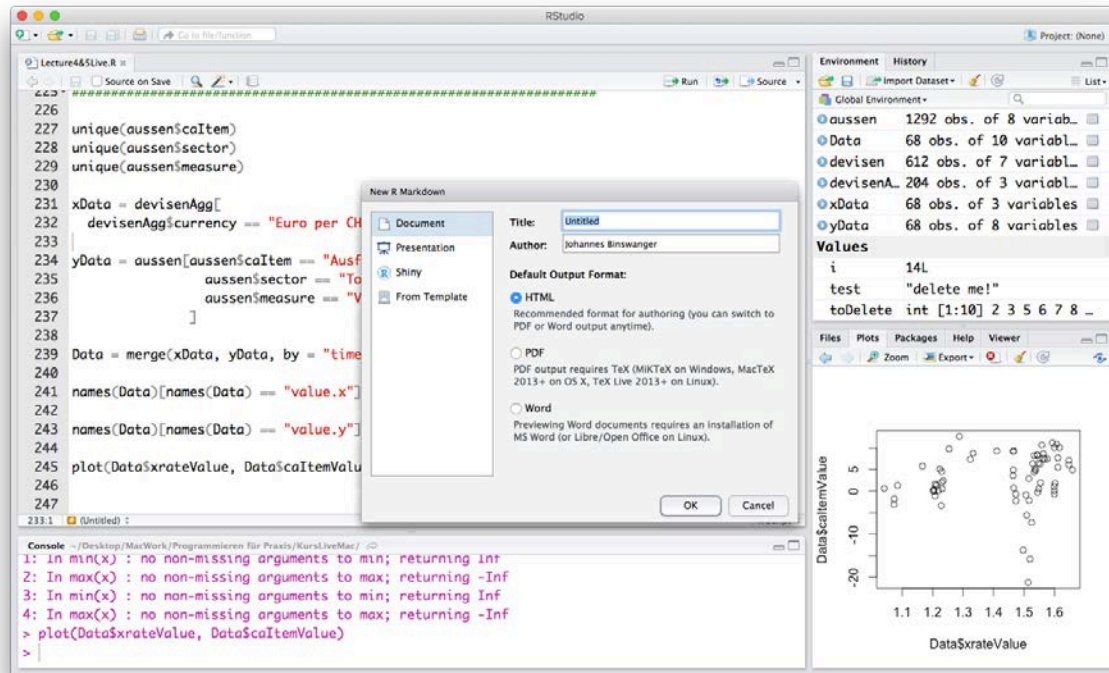 RStudio
Go to file/function
Project: (None)
Lecture4&5Live.R
Source on Save
Run
Source
225 ########################################################################
226
227 unique(aussen$caItem)
228 unique(aussen$sector)
229 unique(aussen$measure)
230
231 xData = devisenAgg[
232 devisenAgg$currency == "Euro per CH
233
234 yData = aussen[aussen$caItem == "Ausf
235 aussen$sector == "To
236 aussen$measure == "V
237 ]
238
239 Data = merge(xData, yData, by = "time
240
241 names(Data)[names(Data) == "value.x"]
242
243 names(Data)[names(Data) == "value.y"]
244
245 plot(Data$xrateValue, Data$caItemValu
246
247
233:1 (Untitled)
New R Markdown
Document
Presentation
Shiny
From Template
Title: Untitled
Author: Johannes Binswanger
Default Output Format:
HTML
Recommended format for authoring (you can switch to
PDF or Word output anytime).
PDF
PDF output requires TeX (MiKTeX on Windows, MacTeX
2013+ on OS X, TeX Live 2013+ on Linux).
Word
Previewing Word documents requires an installation of
MS Word (or Libre/Open Office on Linux).
OK
Cancel
Console ~/Desktop/MacWork/Programmieren für Praxis/KursLiveMac/
1: In min(x) : no non-missing arguments to min; returning Inf
2: In max(x) : no non-missing arguments to max; returning -Inf
3: In min(x) : no non-missing arguments to min; returning Inf
4: In max(x) : no non-missing arguments to max; returning -Inf
> plot(Data$xrateValue, Data$caItemValue)
>
Environment History
Import Dataset
List
Global Environment
aussen 1292 obs. of 8 variab…
Data 68 obs. of 10 variabl…
devisen 612 obs. of 7 variabl…
devisenA… 204 obs. of 3 variabl…
xData 68 obs. of 3 variables
yData 68 obs. of 8 variables
Values
i 14L
test "delete me!"
toDelete int [1:10] 2 3 5 6 7 8 …
Files Plots Packages Help Viewer
Zoom Export
Data$caItemValue
5
0
-10
-20
1.1 1.2 1.3 1.4 1.5 1.6
Data$xrateValue